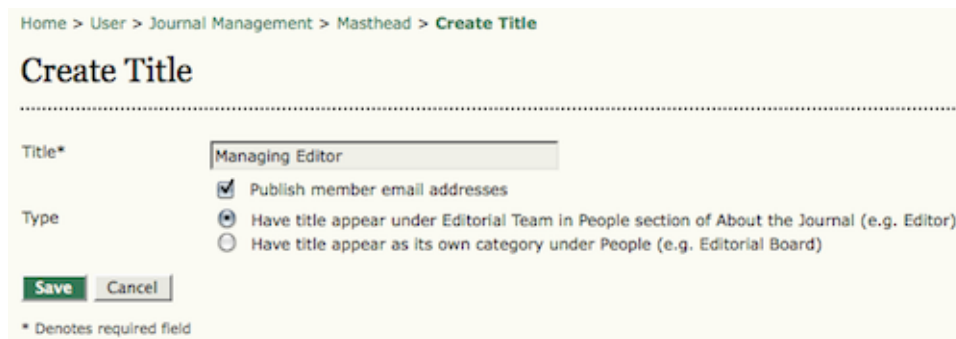 Home > User > Journal Management > Masthead > Create Title
Create Title
Title*
Managing Editor
Publish member email addresses
Type
Have title appear under Editorial Team in People section of About the Journal (e.g. Editor)
Have title appear as its own category under People (e.g. Editorial Board)
Save Cancel
* Denotes required field